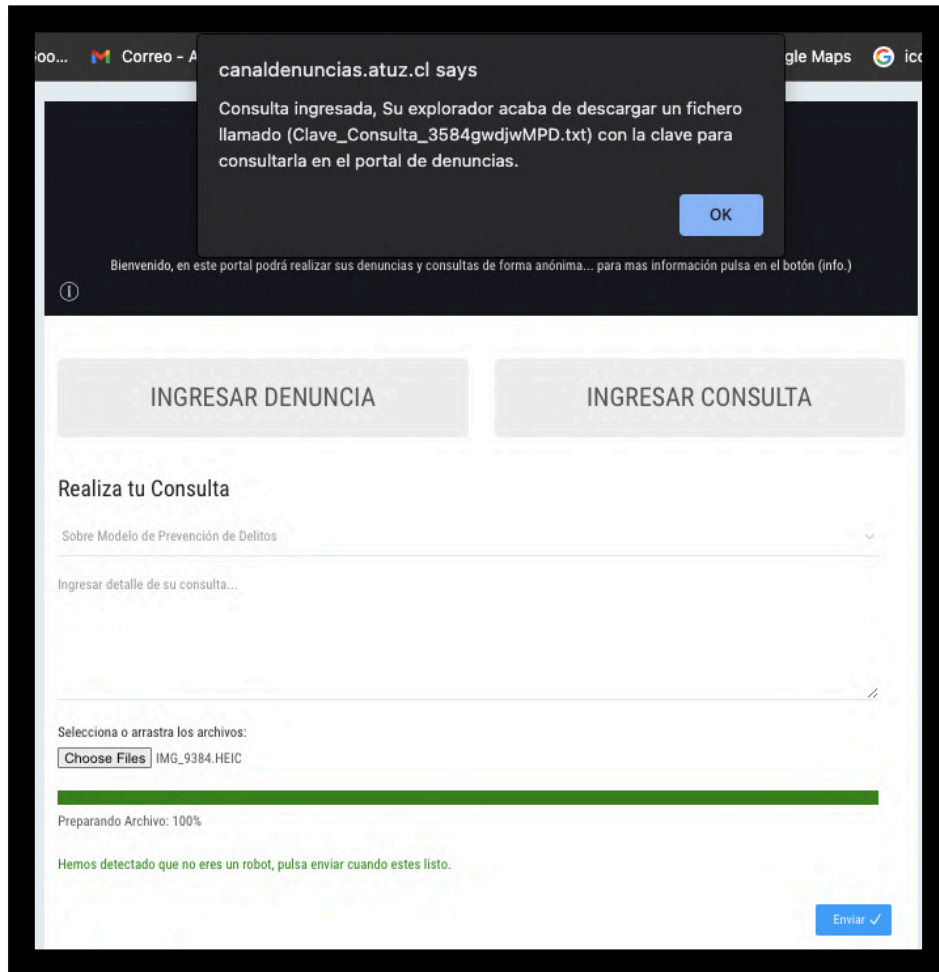 Correo - A
gle Maps
canaldenuncias.atuz.cl says
Consulta ingresada, Su explorador acaba de descargar un fichero
llamado (Clave_Consulta_3584gwdjwMPD.txt) con la clave para
consultarla en el portal de denuncias.
OK
Bienvenido, en este portal podrá realizar sus denuncias y consultas de forma anónima... para mas información pulsa en el botón (info.)
INGRESAR DENUNCIA
INGRESAR CONSULTA
Realiza tu Consulta
Sobre Modelo de Prevención de Delitos
Ingresar detalle de su consulta...
Selecciona o arrastra los archivos:
Choose Files IMG_9384.HEIC
Preparando Archivo: 100%
Hemos detectado que no eres un robot, pulsa enviar cuando estes listo.
Enviar